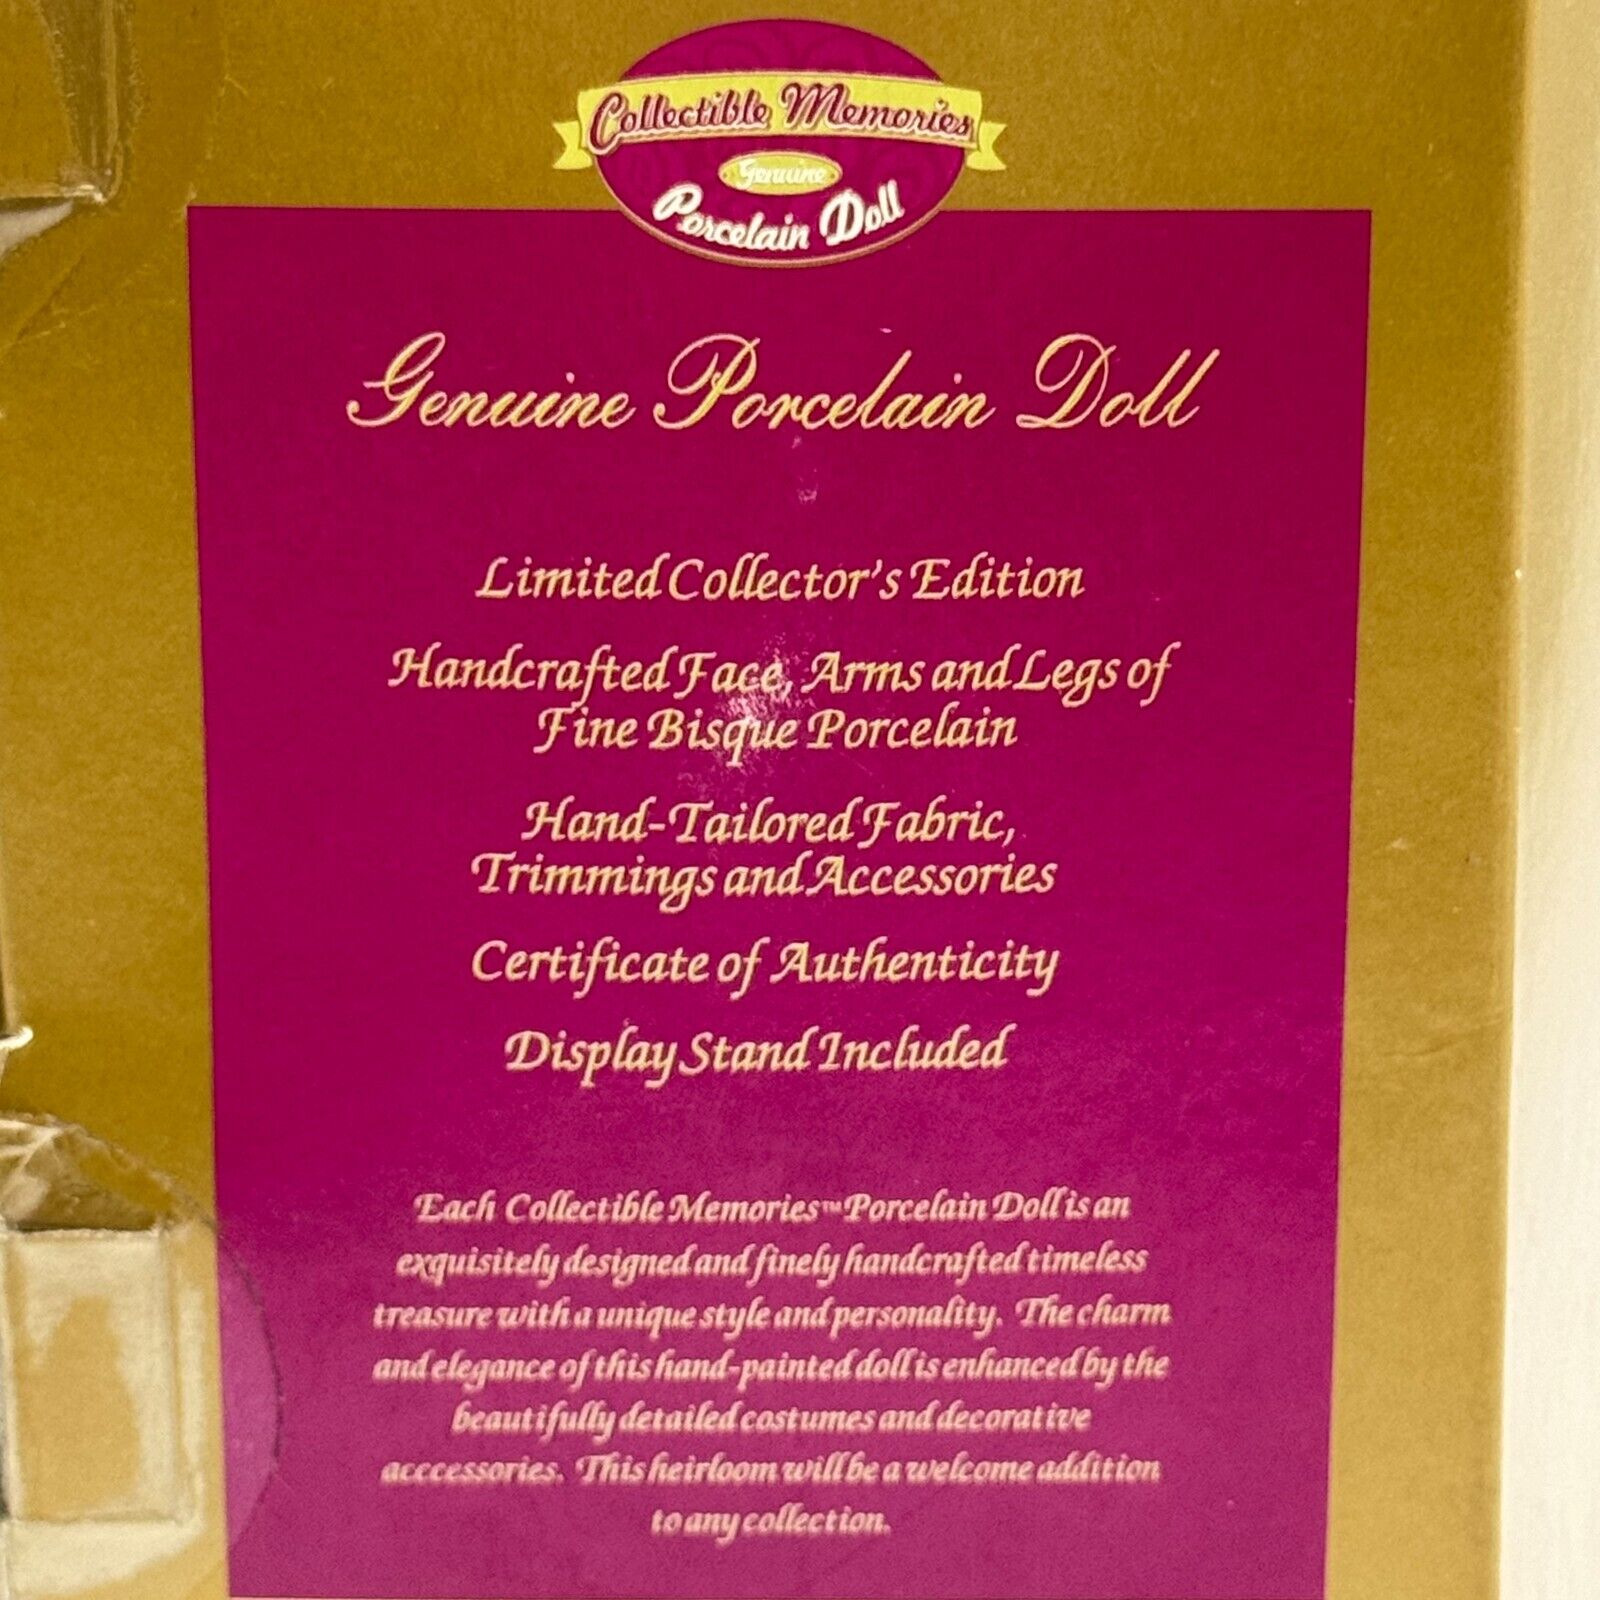 Collectible Memories
Genuine
Porcelain Doll
Genuine Porcelain Doll
Limited Collector's Edition
Handcrafted Face, Arms and Legs of
Fine Bisque Porcelain
Hand-Tailored Fabric,
Trimmings and Accessories
Certificate of Authenticity
Display Stand Included
Each Collectible Memories™ Porcelain Doll is an
exquisitely designed and finely handcrafted timeless
treasure with a unique style and personality. The charm
and elegance of this hand-painted doll is enhanced by the
beautifully detailed costumes and decorative
acccessories. This heirloom will be a welcome addition
to any collection.